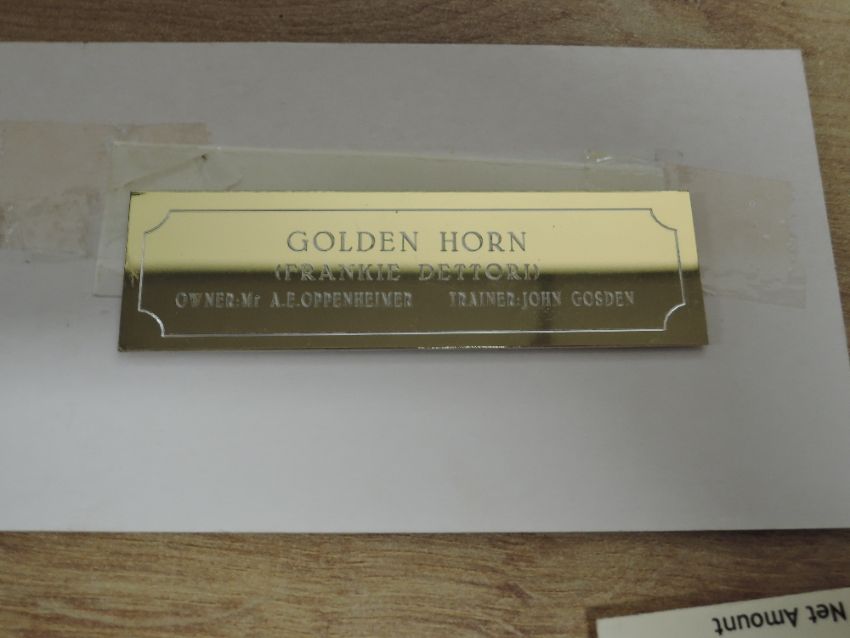 GOLDEN HORN
(FRANKIE DETTORI)
OWNER:Mr A.E.OPPENHEIMER TRAINER:JOHN GOSDEN
Net Amount